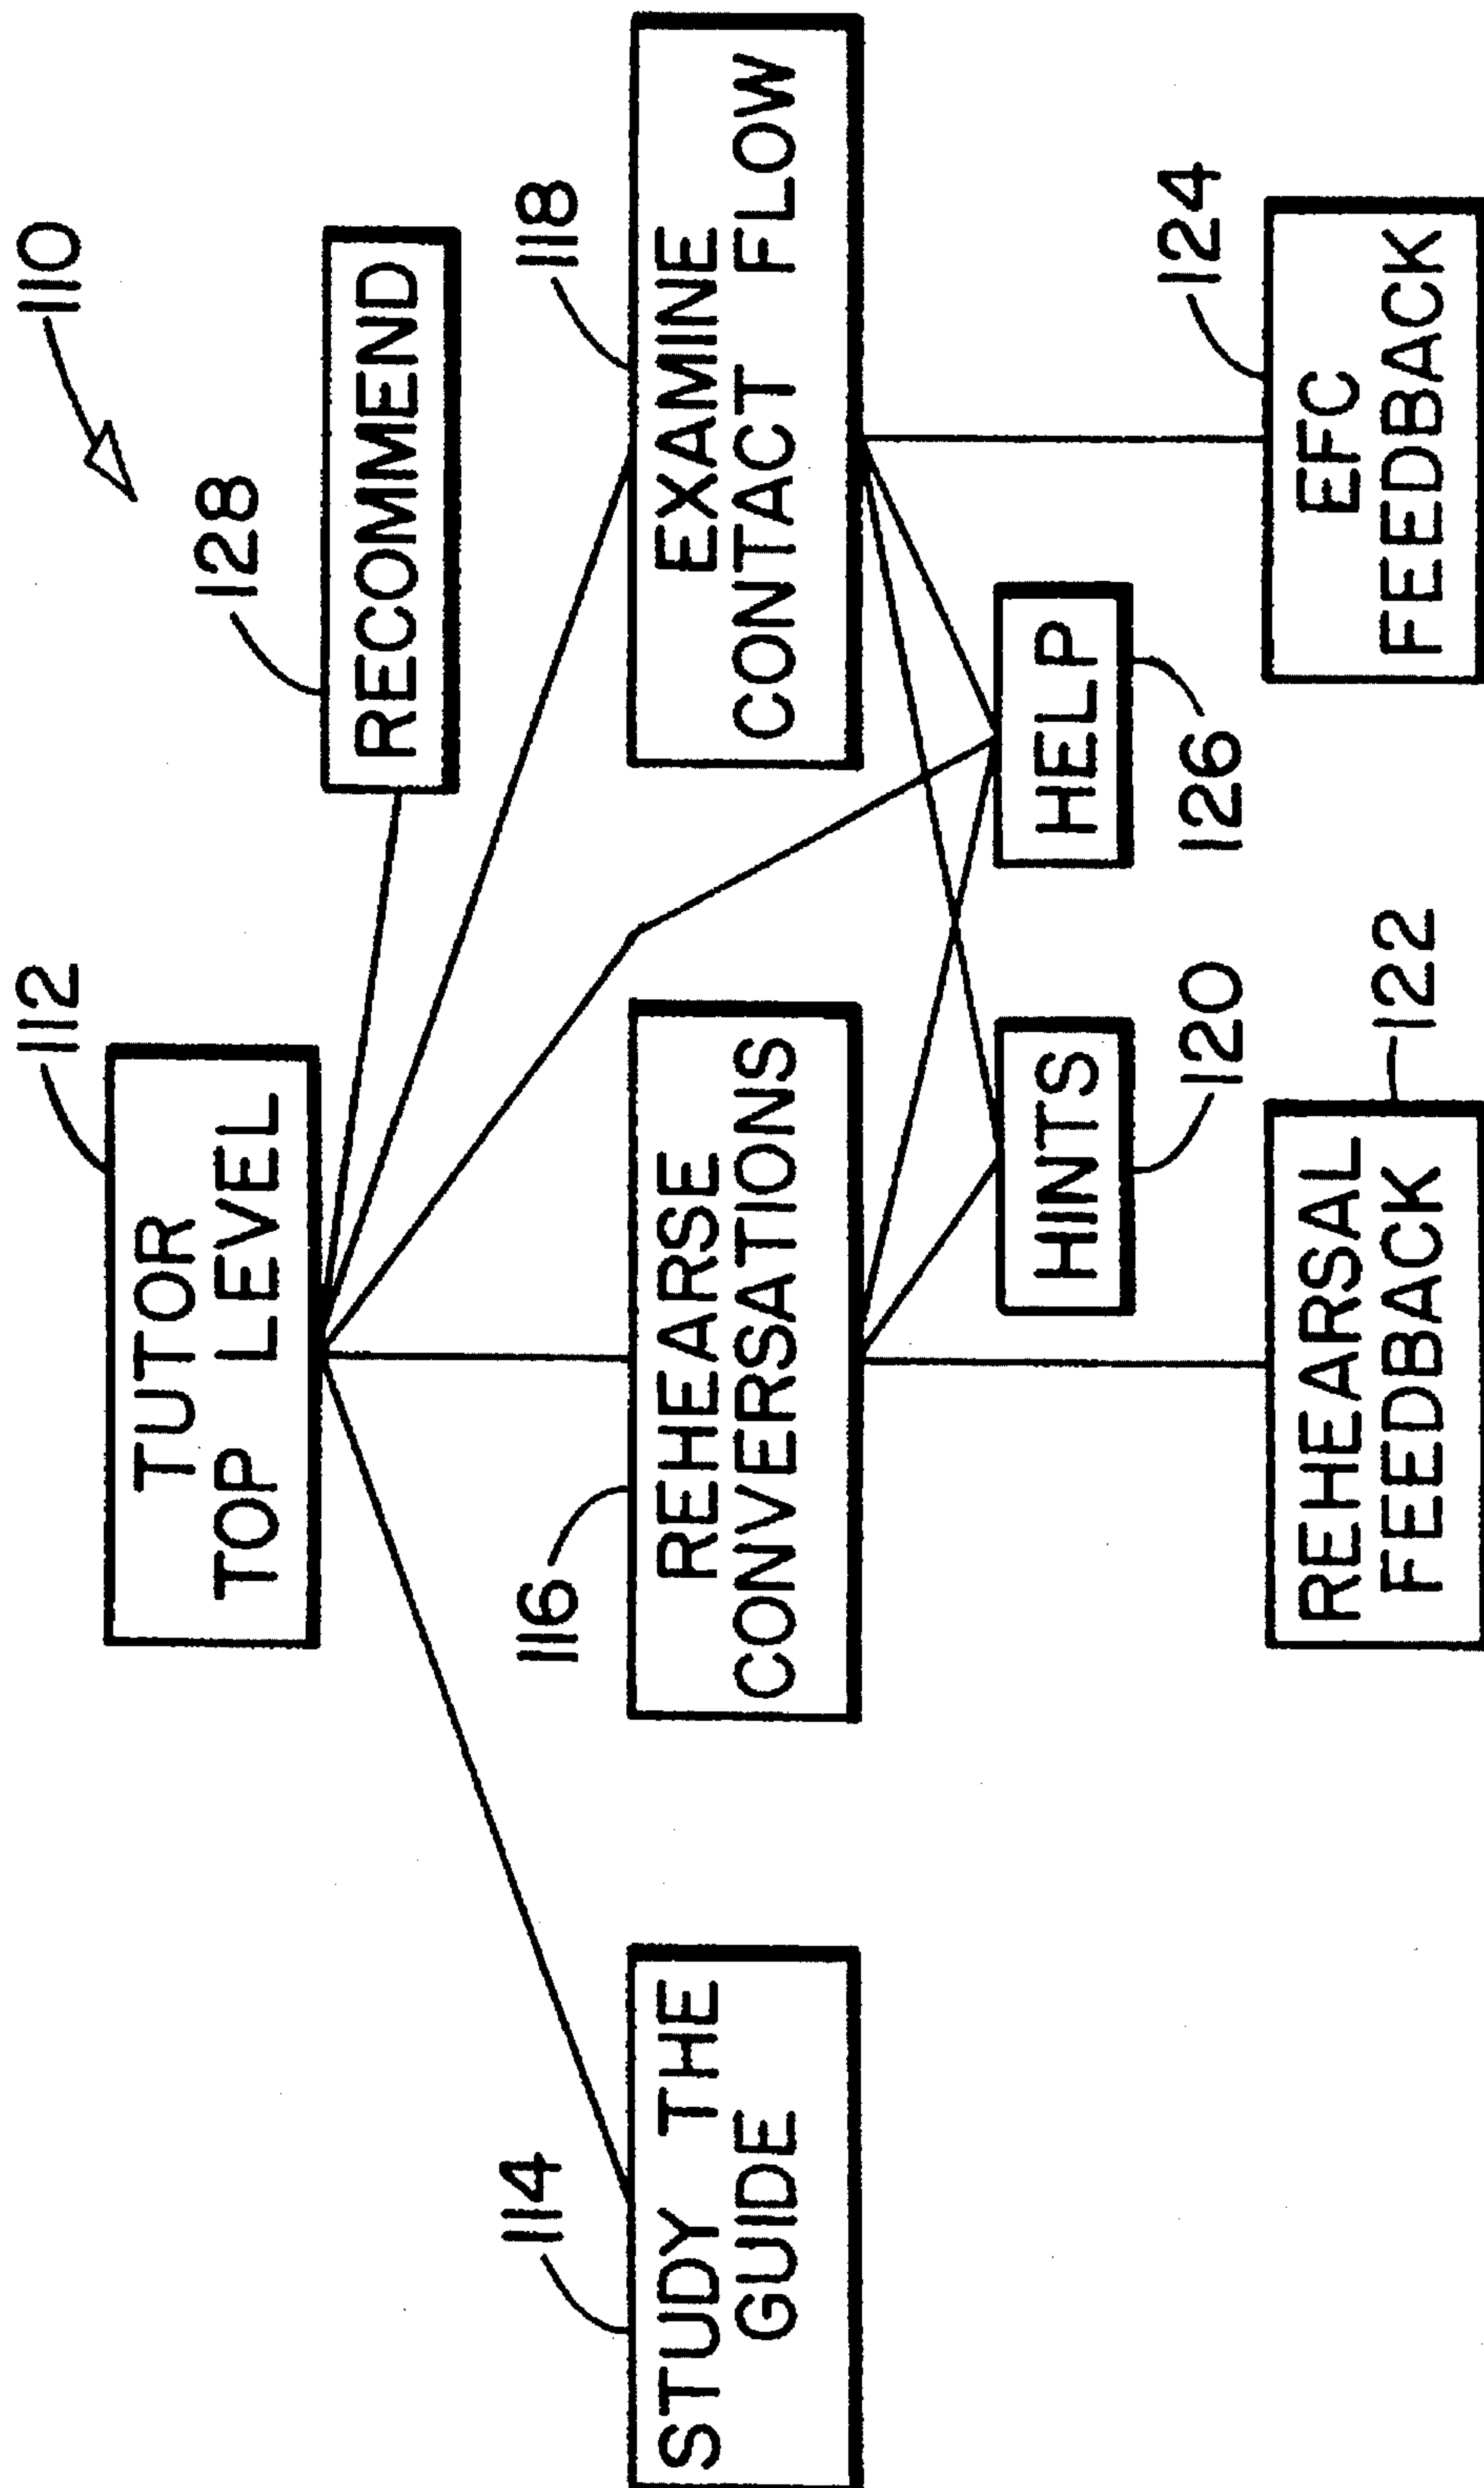 110
112
TUTOR
TOP LEVEL
128
RECOMMEND
114
STUDY THE
GUIDE
116
REHEARSE
CONVERSATIONS
118
EXAMINE
CONTACT FLOW
HINTS
120
HELP
126
REHEARSAL
FEEDBACK
122
124
EFC
FEEDBACK